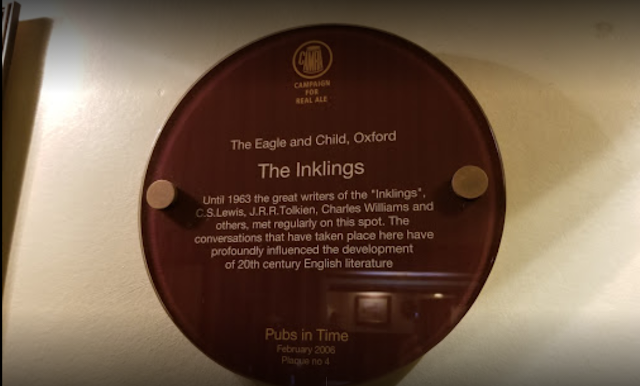 CAMRA
CAMPAIGN
FOR
REAL ALE
The Eagle and Child, Oxford
The Inklings
Until 1963 the great writers of the "Inklings",
C.S.Lewis, J.R.R.Tolkien, Charles Williams and
others, met regularly on this spot. The
conversations that have taken place here have
profoundly influenced the development
of 20th century English literature
Pubs in Time
February 2006
Plaque no 4